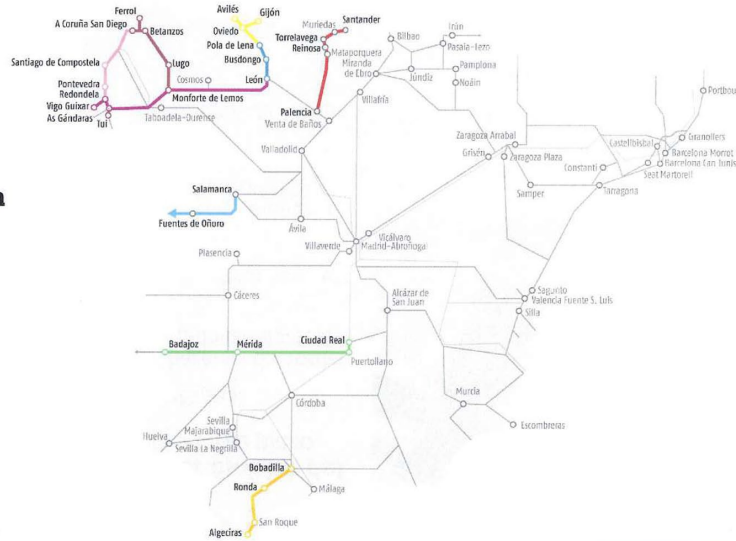 Ferrol
A Coruña San Diego
Betanzos
Santiago de Compostela
Lugo
Pontevedra
Redondela
Vigo Guixar
As Gándaras
Tui
Monforte de Lemos
Taboadela-Ourense
Cosmos
Avilés
Gijón
Oviedo
Pola de Lena
Busdongo
León
Muriedas
Santander
Torrelavega
Reinosa
Mataporquera
Miranda
de Ebro
Palencia
Venta de Baños
Villafría
Bilbao
Irún
Pasaia-Lezo
Júndiz
Pamplona
Noáin
Valladolid
Zaragoza Arrabal
Grisén
Zaragoza Plaza
Samper
Constantí
Tarragona
Castellbisbal
Granollers
Portbou
Barcelona Morrot
Barcelona Can Tunis
Seat Martorell
Salamanca
Fuentes de Oñoro
Ávila
Villaverde
Vicálvaro
Madrid-Abroñigal
Plasencia
Cáceres
Alcázar de
San Juan
Sagunto
Valencia Fuente S. Luis
Silla
Badajoz
Mérida
Ciudad Real
Puertollano
Córdoba
Murcia
Escombreras
Sevilla
Majarabique
Huelva
Sevilla La Negrilla
Bobadilla
Ronda
Málaga
San Roque
Algeciras